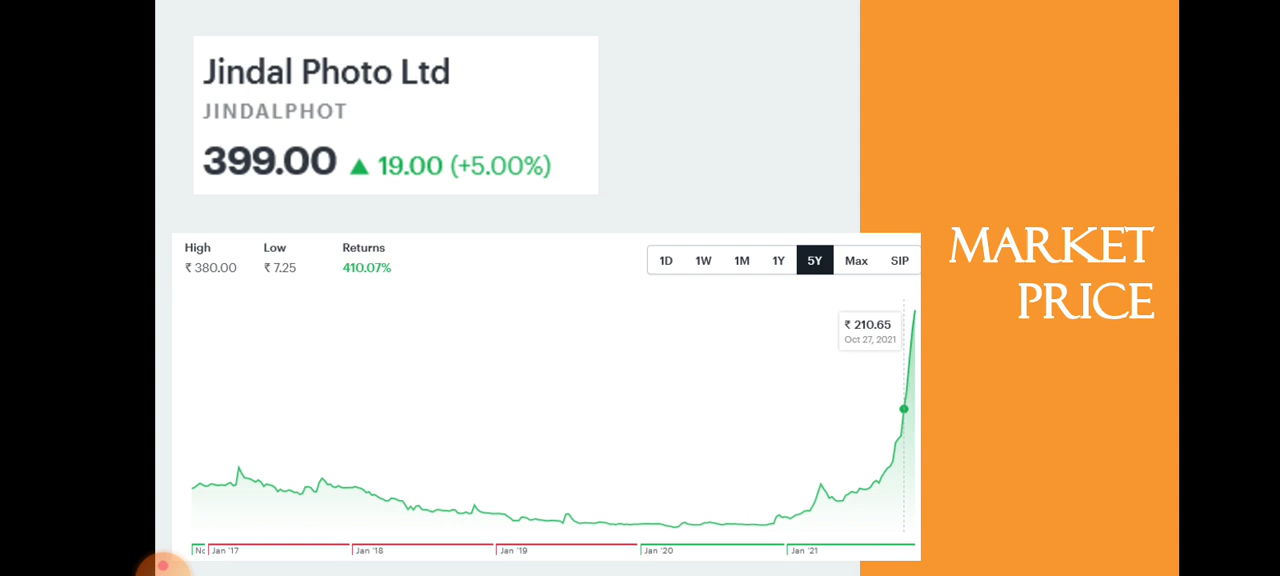 Jindal Photo Ltd
JINDALPHOT
399.00 ▲ 19.00 (+5.00%)
High Low Returns
₹ 380.00 ₹ 7.25 410.07%
1D 1W 1M 1Y 5Y Max SIP
MARKET
PRICE
₹ 210.65
Oct 27, 2021
Nc Jan '17 Jan '18 Jan '19 Jan '20 Jan '21